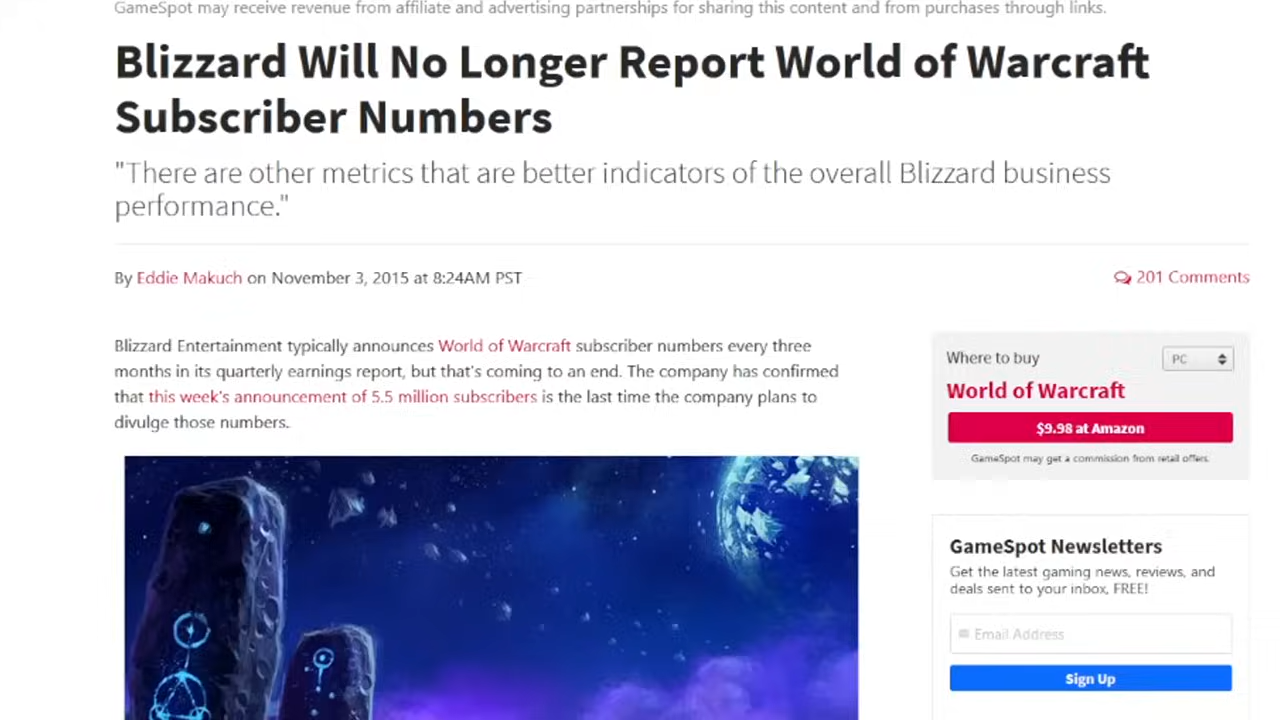 GameSpot may receive revenue from affiliate and advertising partnerships for sharing this content and from purchases through links.
Blizzard Will No Longer Report World of Warcraft
Subscriber Numbers
"There are other metrics that are better indicators of the overall Blizzard business
performance."
By Eddie Makuch on November 3, 2015 at 8:24AM PST
201 Comments
Blizzard Entertainment typically announces World of Warcraft subscriber numbers every three
months in its quarterly earnings report, but that's coming to an end. The company has confirmed
that this week's announcement of 5.5 million subscribers is the last time the company plans to
divulge those numbers.
Where to buy
PC
World of Warcraft
$9.98 at Amazon
GameSpot may get a commission from retail offers.
GameSpot Newsletters
Get the latest gaming news, reviews, and
deals sent to your inbox, FREE!
Email Address
Sign Up